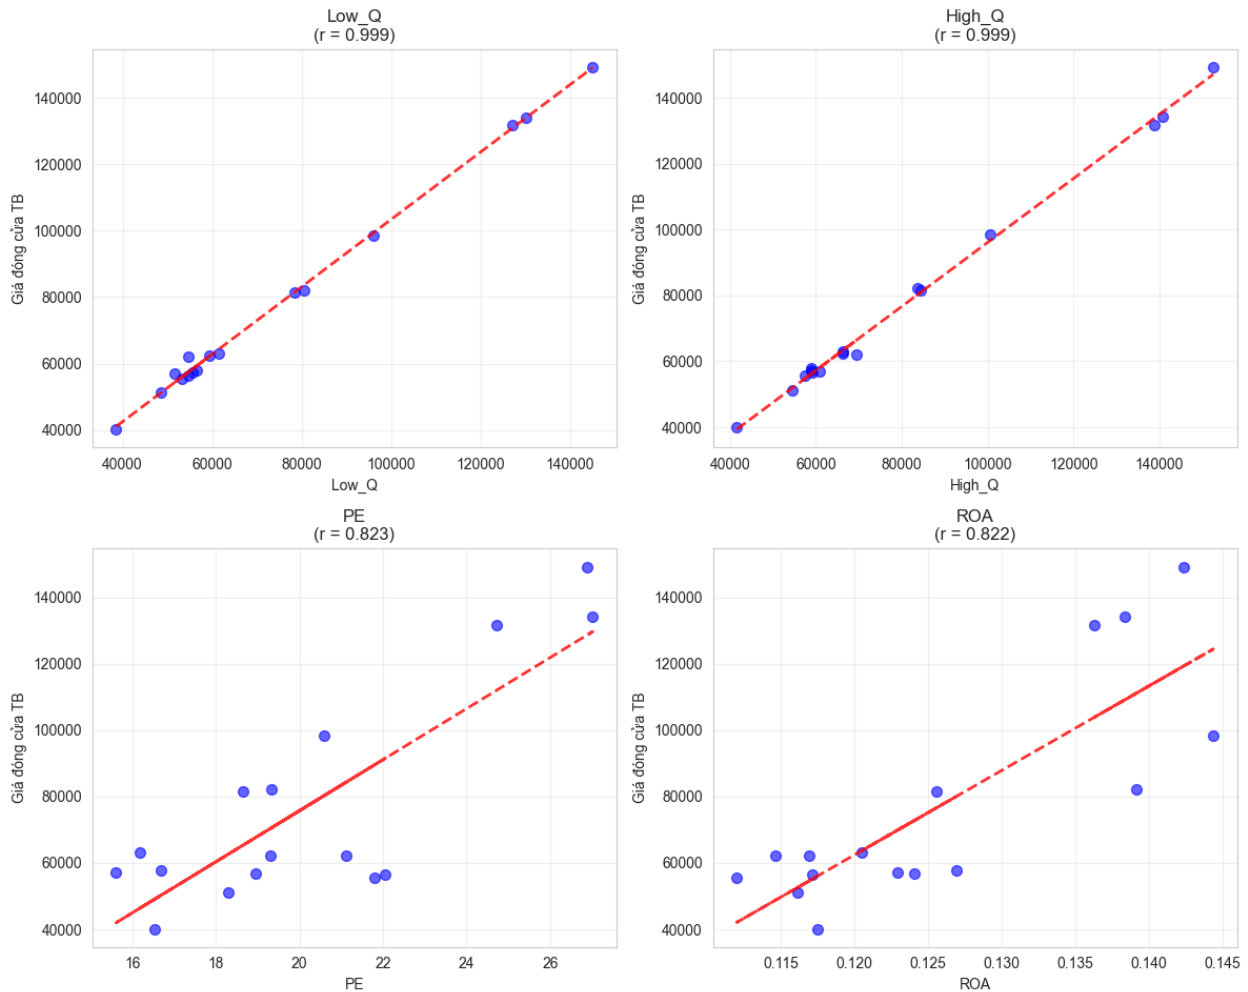 Low_Q
(r = 0.999)
Giá đóng cửa TB
140000
120000
100000
80000
60000
40000
40000 60000 80000 100000 120000 140000
Low_Q
High_Q
(r = 0.999)
Giá đóng cửa TB
140000
120000
100000
80000
60000
40000
40000 60000 80000 100000 120000 140000
High_Q
PE
(r = 0.823)
Giá đóng cửa TB
140000
120000
100000
80000
60000
40000
16 18 20 22 24 26
PE
ROA
(r = 0.822)
Giá đóng cửa TB
140000
120000
100000
80000
60000
40000
0.115 0.120 0.125 0.130 0.135 0.140 0.145
ROA